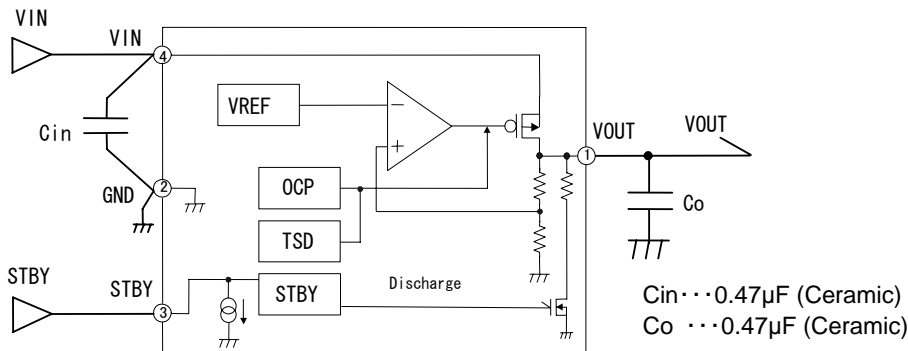 VIN
VIN
4
VREF
−
+
VOUT
1
VOUT
Cin
GND
2
OCP
TSD
Co
STBY
STBY
3
STBY
Discharge
Cin···0.47µF (Ceramic)
Co ···0.47µF (Ceramic)